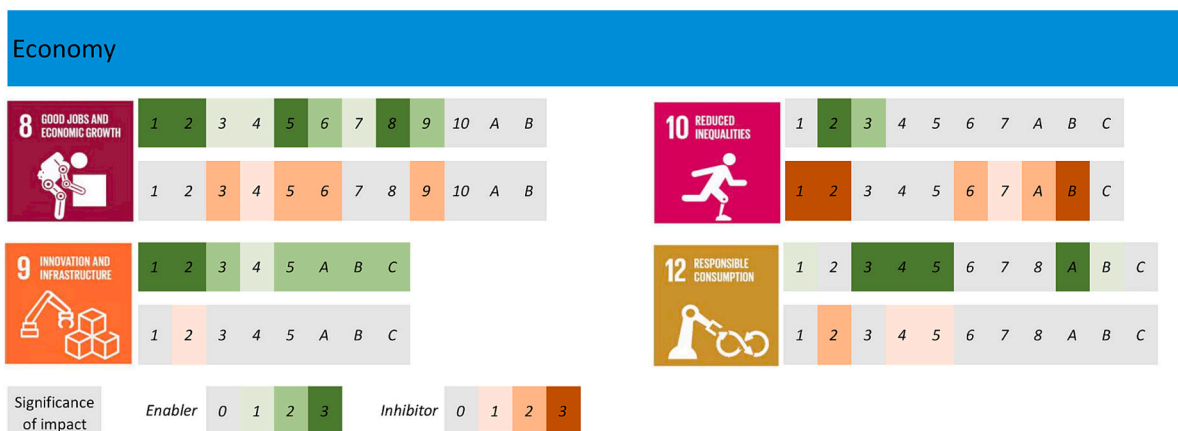 Economy
8 GOOD JOBS AND
ECONOMIC GROWTH
1 2 3 4 5 6 7 8 9 10 A B
1 2 3 4 5 6 7 8 9 10 A B
10 REDUCED
INEQUALITIES
1 2 3 4 5 6 7 A B C
1 2 3 4 5 6 7 A B C
9 INNOVATION AND
INFRASTRUCTURE
1 2 3 4 5 A B C
1 2 3 4 5 A B C
12 RESPONSIBLE
CONSUMPTION
1 2 3 4 5 6 7 8 A B C
1 2 3 4 5 6 7 8 A B C
Significance
of impact
Enabler 0 1 2 3
Inhibitor 0 1 2 3